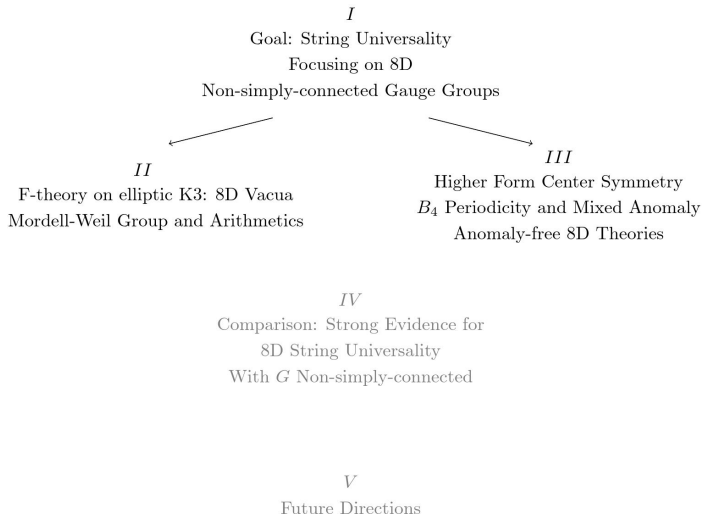 I
Goal: String Universality
Focusing on 8D
Non-simply-connected Gauge Groups
II
F-theory on elliptic K3: 8D Vacua
Mordell-Weil Group and Arithmetics
III
Higher Form Center Symmetry
B₄ Periodicity and Mixed Anomaly
Anomaly-free 8D Theories
IV
Comparison: Strong Evidence for
8D String Universality
With G Non-simply-connected
V
Future Directions